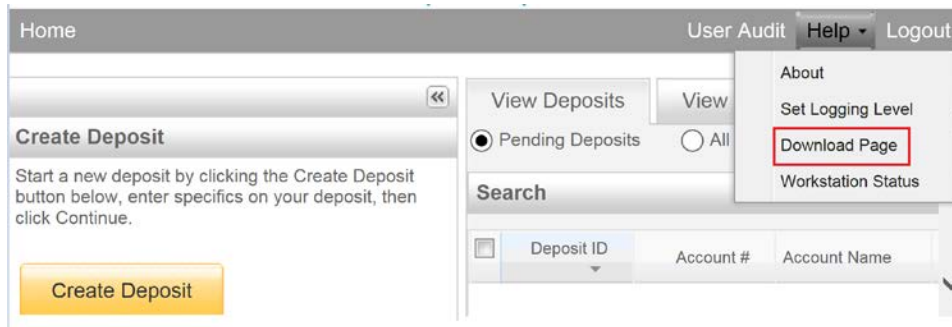 Home
User Audit Help Logout
About
Set Logging Level
Download Page
Workstation Status
Create Deposit
Start a new deposit by clicking the Create Deposit
button below, enter specifics on your deposit, then
click Continue.
Create Deposit
View Deposits View
Pending Deposits All
Search
Deposit ID Account # Account Name